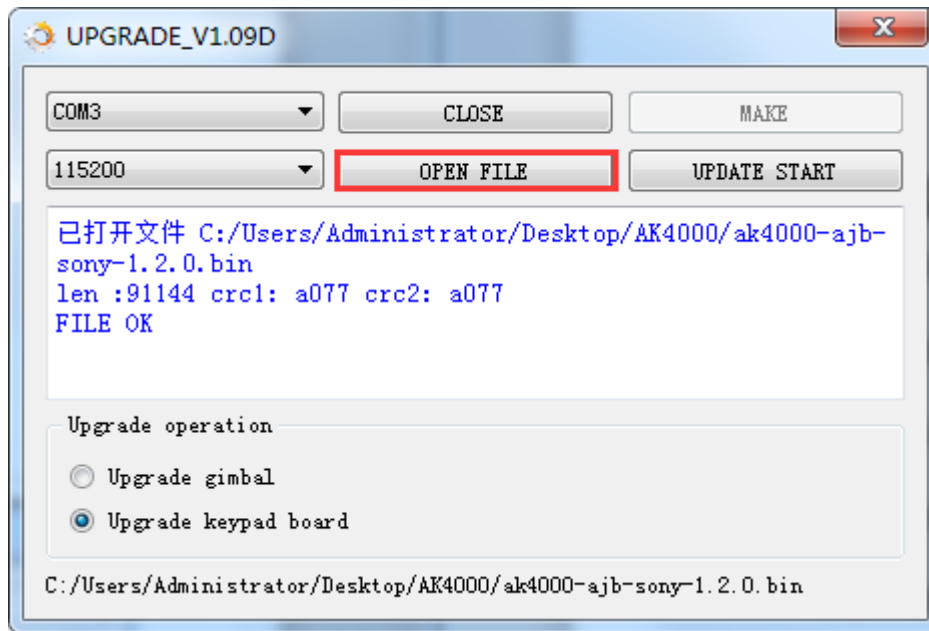 UPGRADE_V1.09D
COM3 CLOSE MAKE
115200 OPEN FILE UPDATE START
已打开文件 C:/Users/Administrator/Desktop/AK4000/ak4000-ajb-
sony-1.2.0.bin
len :91144 crc1: a077 crc2: a077
FILE OK
Upgrade operation
Upgrade gimbal
Upgrade keypad board
C:/Users/Administrator/Desktop/AK4000/ak4000-ajb-sony-1.2.0.bin